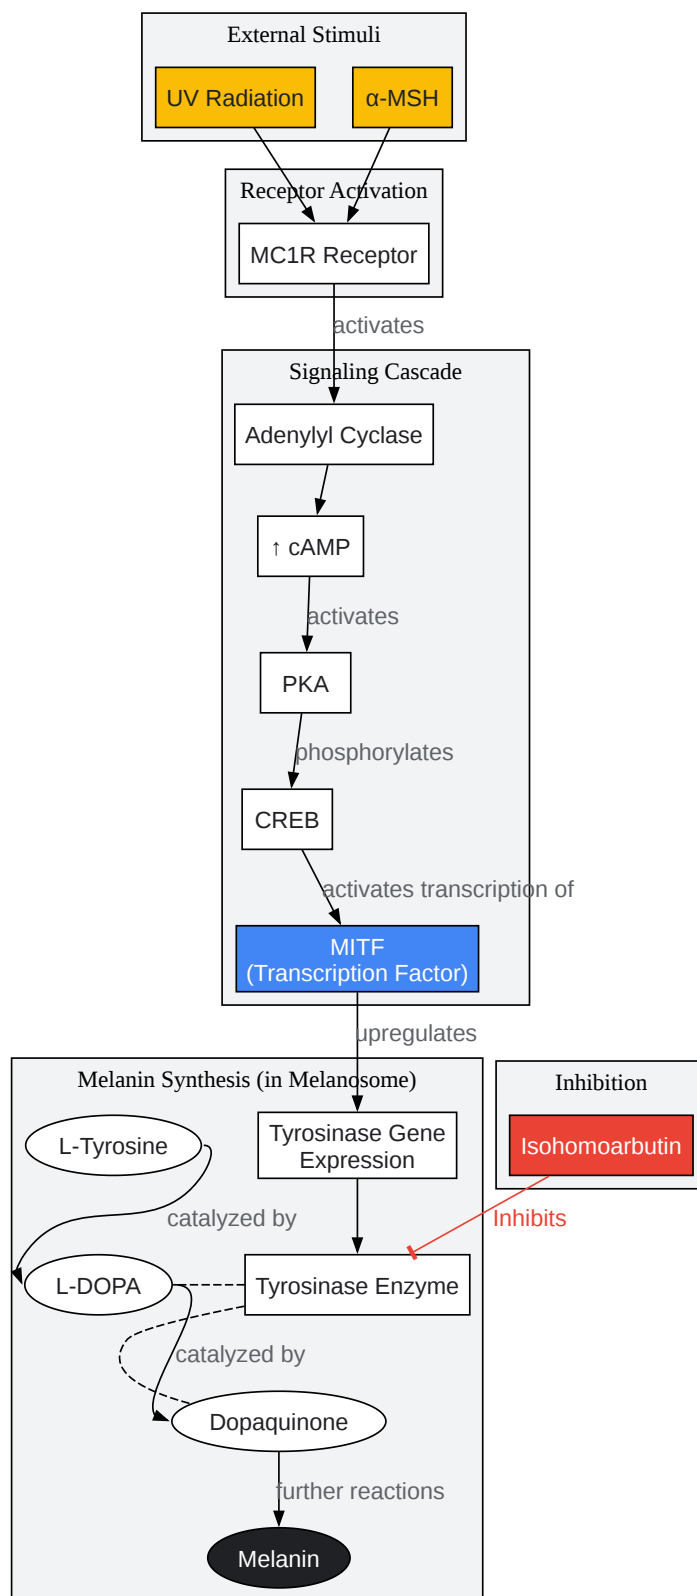 External Stimuli
UV Radiation
α-MSH
Receptor Activation
MC1R Receptor
activates
Signaling Cascade
Adenylyl Cyclase
↑ cAMP
activates
PKA
phosphorylates
CREB
activates transcription of
MITF
(Transcription Factor)
upregulates
Melanin Synthesis (in Melanosome)
Inhibition
L-Tyrosine
Tyrosinase Gene
Expression
Isohomoarbutin
catalyzed by
Inhibits
L-DOPA
Tyrosinase Enzyme
catalyzed by
Dopaquinone
further reactions
Melanin